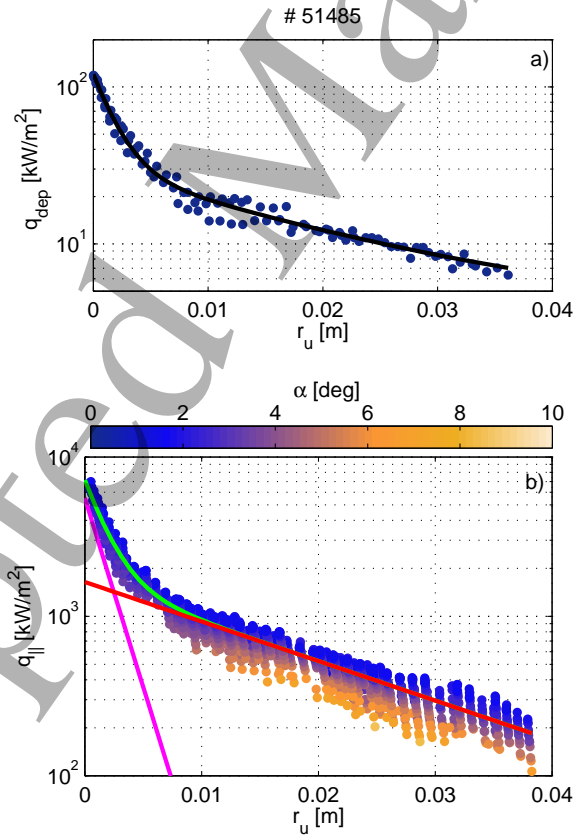 # 51485
a)
10²
10¹
q_dep [kW/m²]
0 0.01 0.02 0.03 0.04
r_u [m]
α [deg]
0 2 4 6 8 10
b)
10⁴
10³
10²
q_|| [kW/m²]
0 0.01 0.02 0.03 0.04
r_u [m]
pted Ma